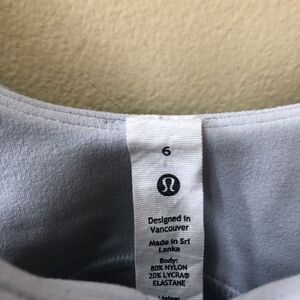 6
Designed in
Vancouver
Made in Sri
Lanka
Body:
80% NYLON
20% LYCRA®
ELASTANE